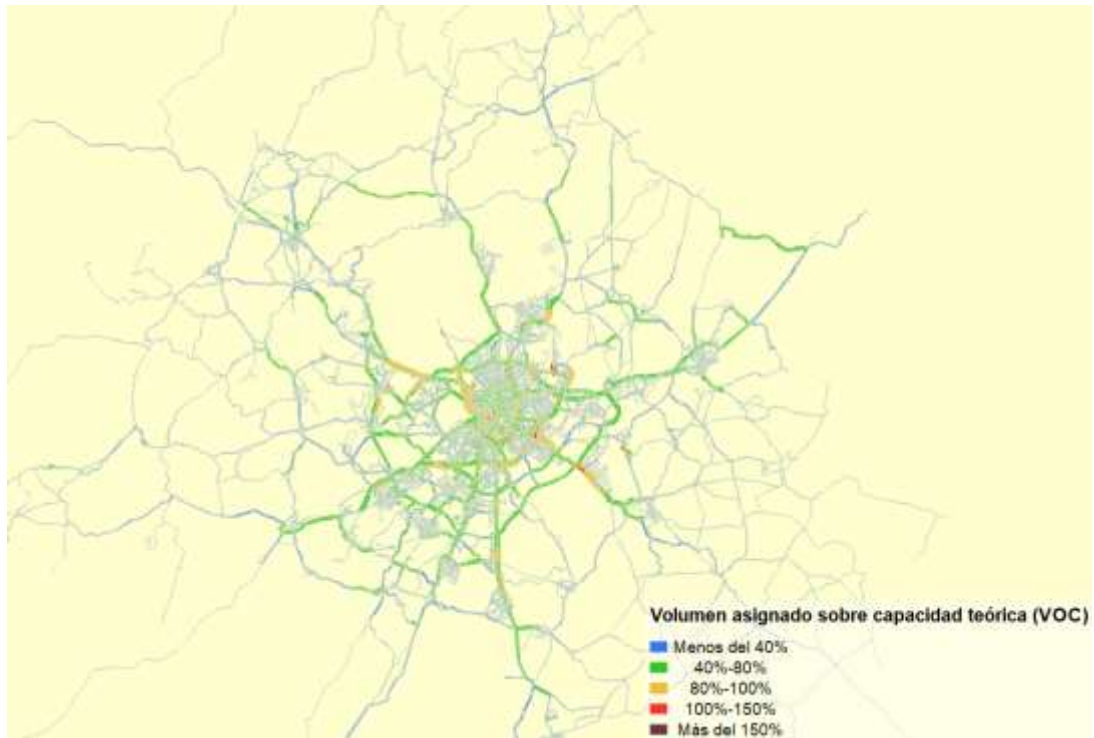 Volumen asignado sobre capacidad teórica (VOC)
Menos del 40%
40%-80%
80%-100%
100%-150%
Más del 150%